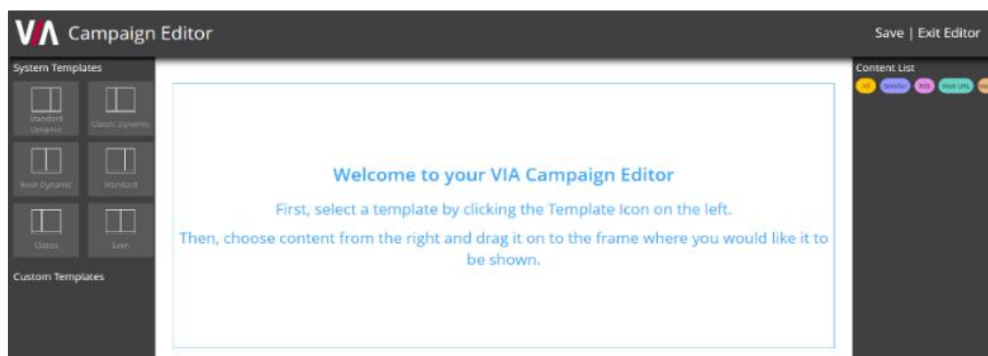 VIA Campaign Editor
Save | Exit Editor
System Templates
Standard
Dynamic
Classic Dynamic
Even Dynamic
Standard
Classic
Even
Custom Templates
Welcome to your VIA Campaign Editor
First, select a template by clicking the Template Icon on the left.
Then, choose content from the right and drag it on to the frame where you would like it to
be shown.
Content List
All
RSS
Web URL